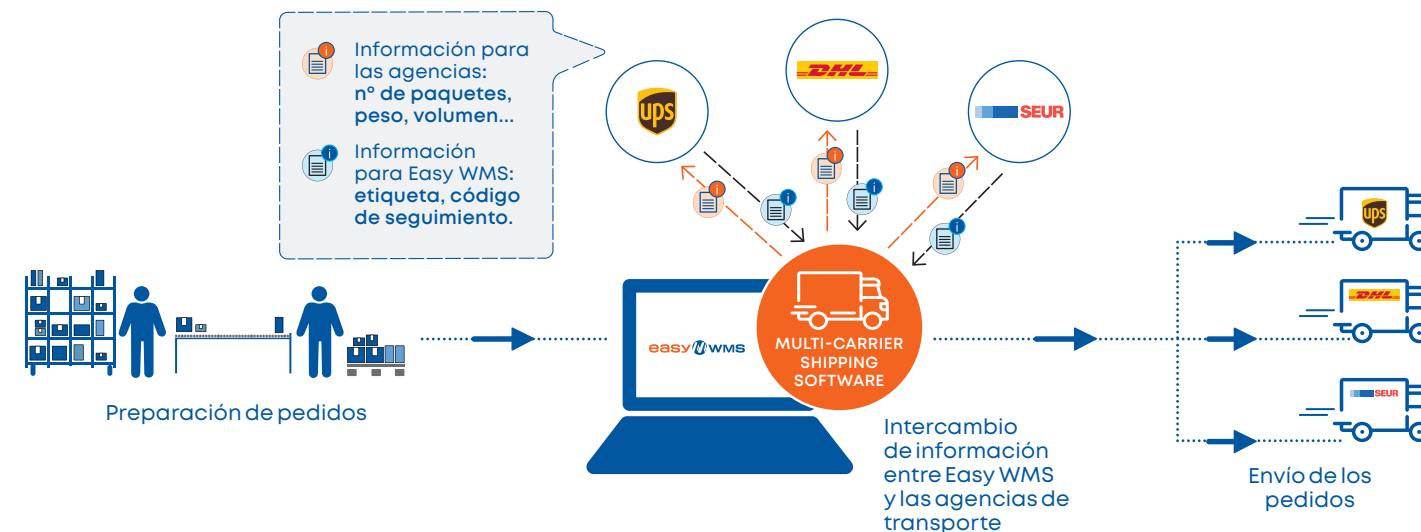 Información para
las agencias:
nº de paquetes,
peso, volumen...
Información
para Easy WMS:
etiqueta, código
de seguimiento.
ups
DHL
SEUR
easy WMS
MULTI-CARRIER
SHIPPING
SOFTWARE
Preparación de pedidos
Intercambio
de información
entre Easy WMS
y las agencias de
transporte
ups
DHL
SEUR
Envío de los
pedidos